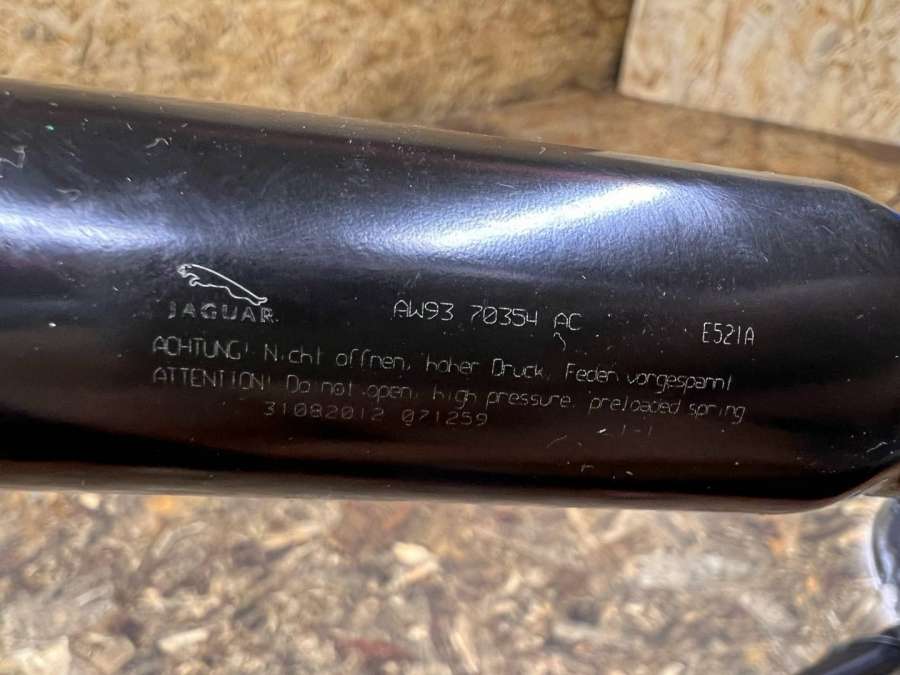 JAGUAR
AW93 70354 AC
E521A
ACHTUNG! Nicht offnen, hoher Druck, Feden vorgespannt
ATTENTION! Do not open, high pressure, preloaded spring
31082012 071259